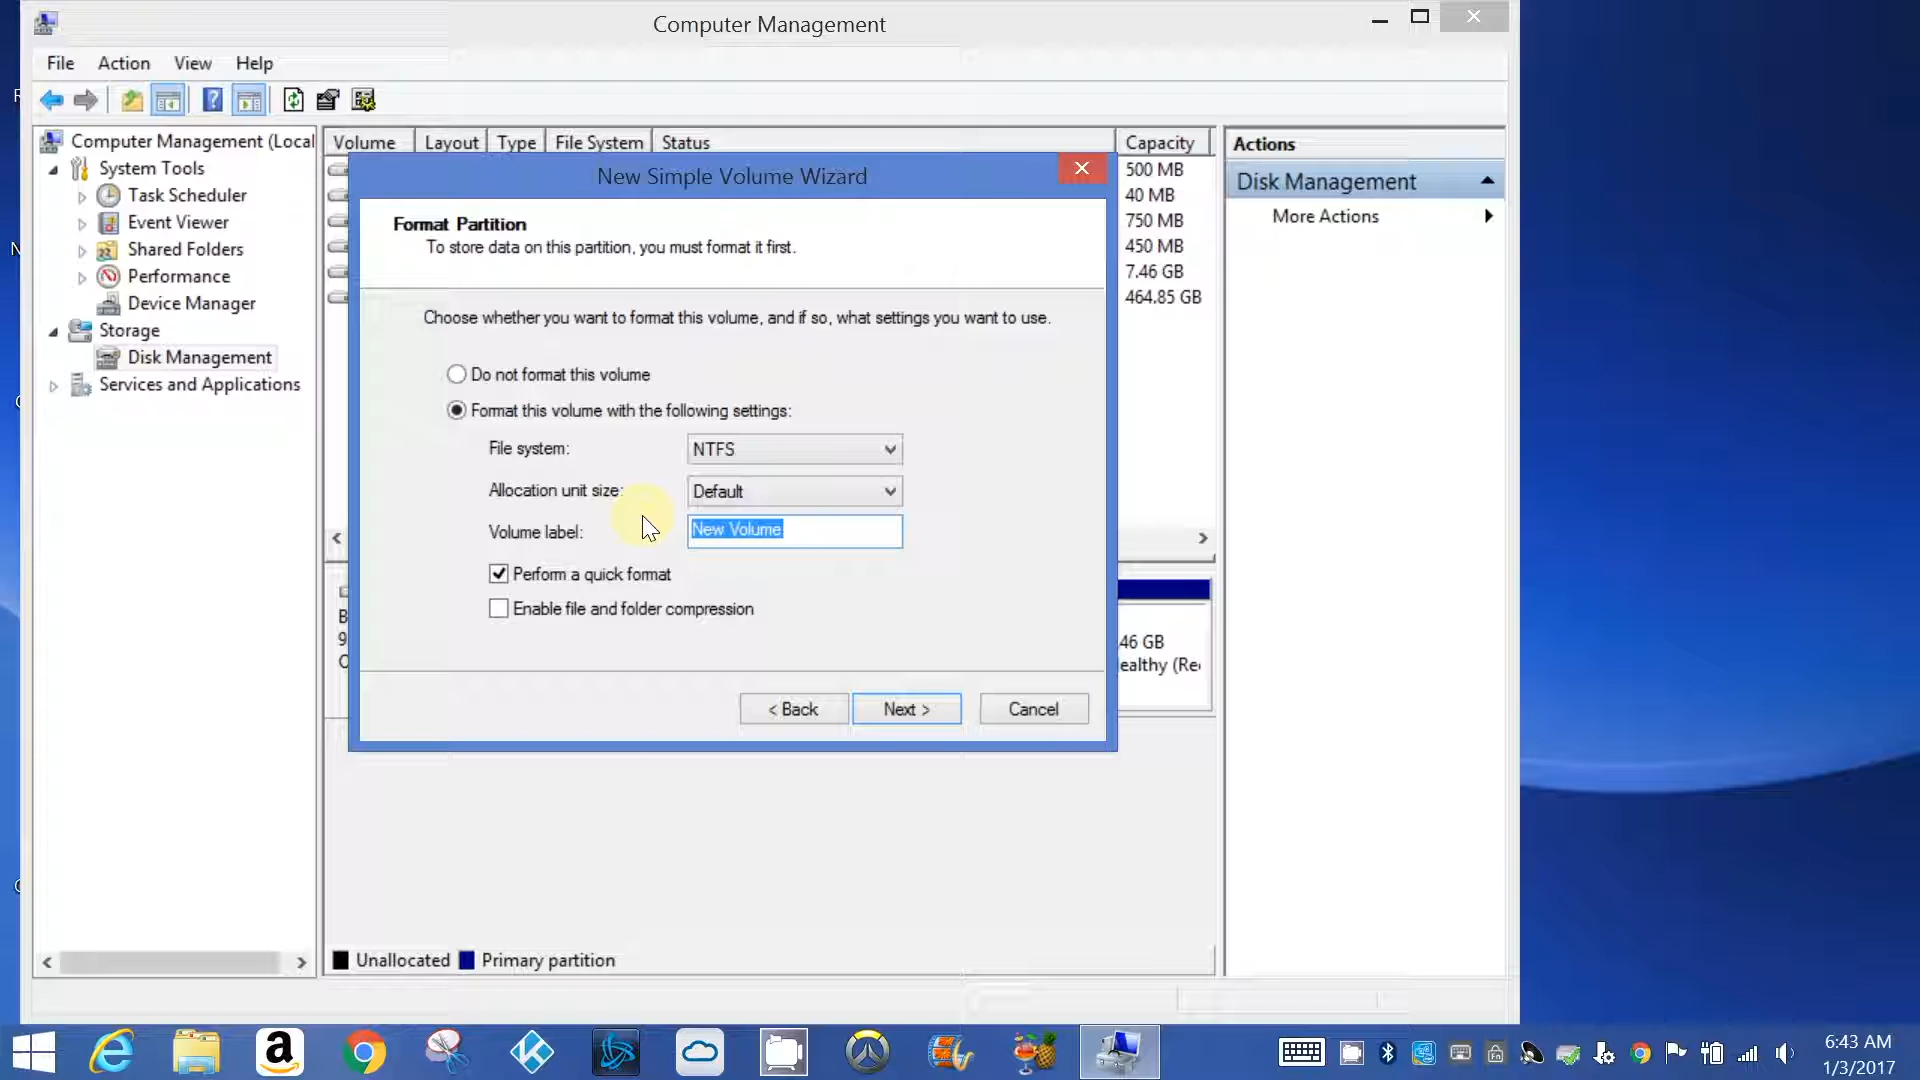 Computer Management
File Action View Help
Computer Management (Local
System Tools
Task Scheduler
Event Viewer
Shared Folders
Performance
Device Manager
Storage
Disk Management
Services and Applications
Volume Layout Type File System Status Capacity
500 MB
40 MB
750 MB
450 MB
7.46 GB
464.85 GB
New Simple Volume Wizard
Format Partition
To store data on this partition, you must format it first.
Choose whether you want to format this volume, and if so, what settings you want to use.
Do not format this volume
Format this volume with the following settings:
File system: NTFS
Allocation unit size: Default
Volume label: New Volume
Perform a quick format
Enable file and folder compression
< Back Next > Cancel
B
9
46 GB
ealthy (Re
Unallocated Primary partition
Actions
Disk Management
More Actions
6:43 AM
1/3/2017